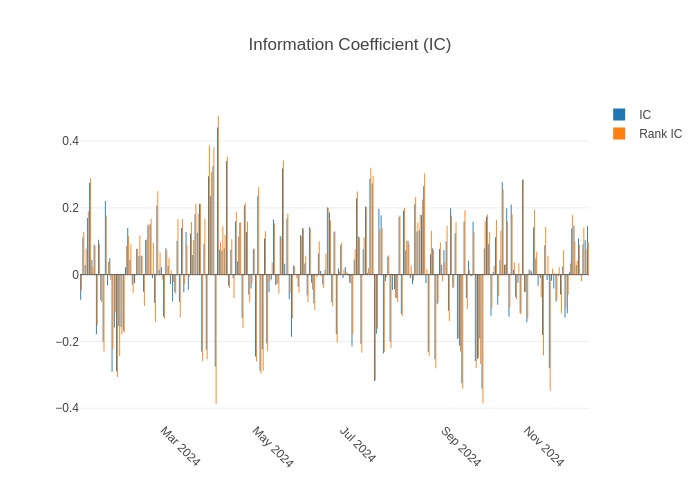 Information Coefficient (IC)
IC
Rank IC
0.4
0.2
0
−0.2
−0.4
Mar 2024
May 2024
Jul 2024
Sep 2024
Nov 2024